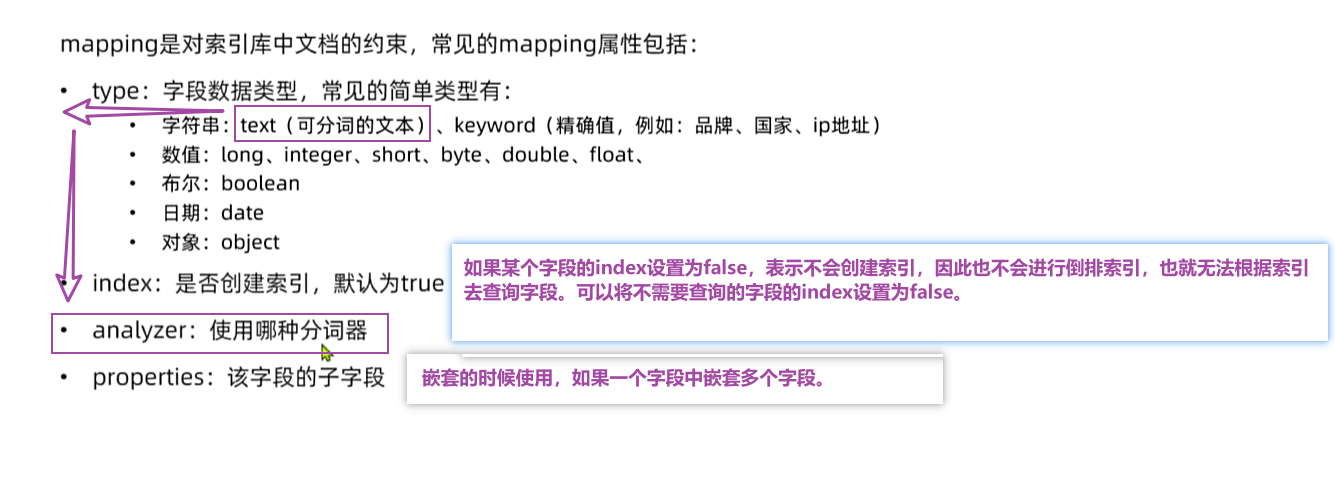 mapping是对索引库中文档的约束，常见的mapping属性包括：
• type：字段数据类型，常见的简单类型有：
• 字符串：text（可分词的文本）、keyword（精确值，例如：品牌、国家、ip地址）
• 数值：long、integer、short、byte、double、float、
• 布尔：boolean
• 日期：date
• 对象：object
• index：是否创建索引，默认为true
如果某个字段的index设置为false，表示不会创建索引，因此也不会进行倒排索引，也就无法根据索引
去查询字段。可以将不需要查询的字段的index设置为false。
• analyzer：使用哪种分词器
• properties：该字段的子字段
嵌套的时候使用，如果一个字段中嵌套多个字段。